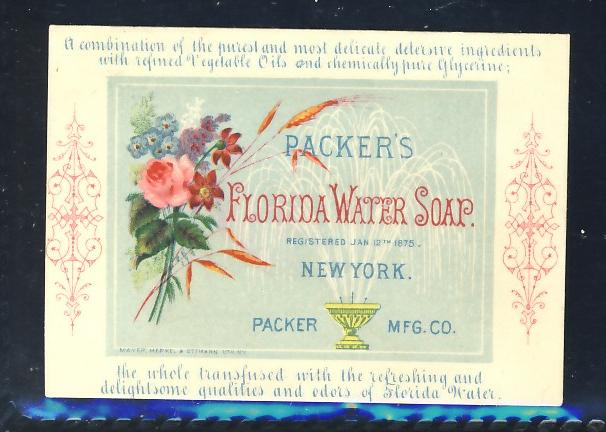 A combination of the purest and most delicate detersive ingredients
with refined Vegetable Oils and chemically pure Glycerine;
PACKER'S
FLORIDA WATER SOAP.
REGISTERED JAN 12TH 1875.
NEW YORK.
PACKER MFG. CO.
MAYER, MERKEL & OTTMANN, LITH. N.Y.
the whole transfused with the refreshing and
delightsome qualities and odors of Florida Water.